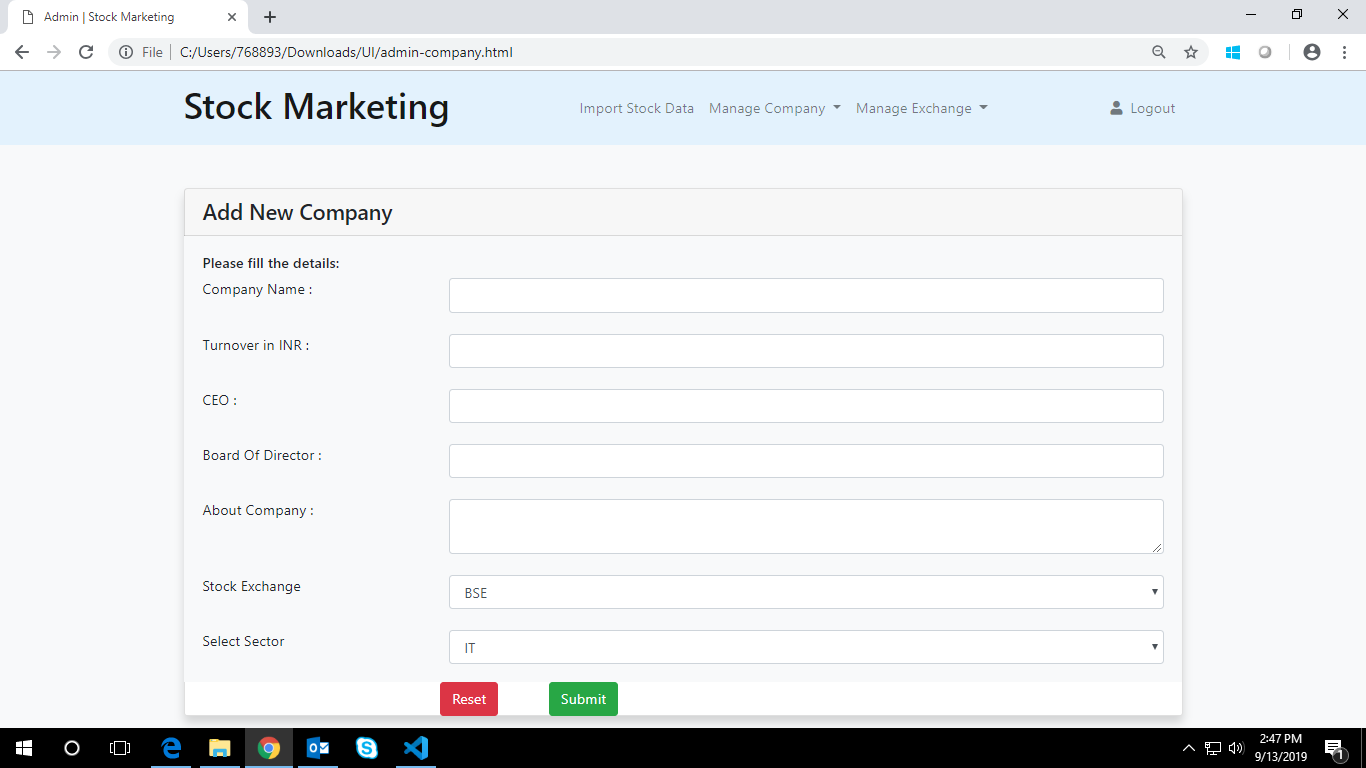 Admin | Stock Marketing
File C:/Users/768893/Downloads/UI/admin-company.html
Stock Marketing
Import Stock Data Manage Company Manage Exchange Logout
Add New Company
Please fill the details:
Company Name :
Turnover in INR :
CEO :
Board Of Director :
About Company :
Stock Exchange BSE
Select Sector IT
Reset Submit
2:47 PM
9/13/2019
1